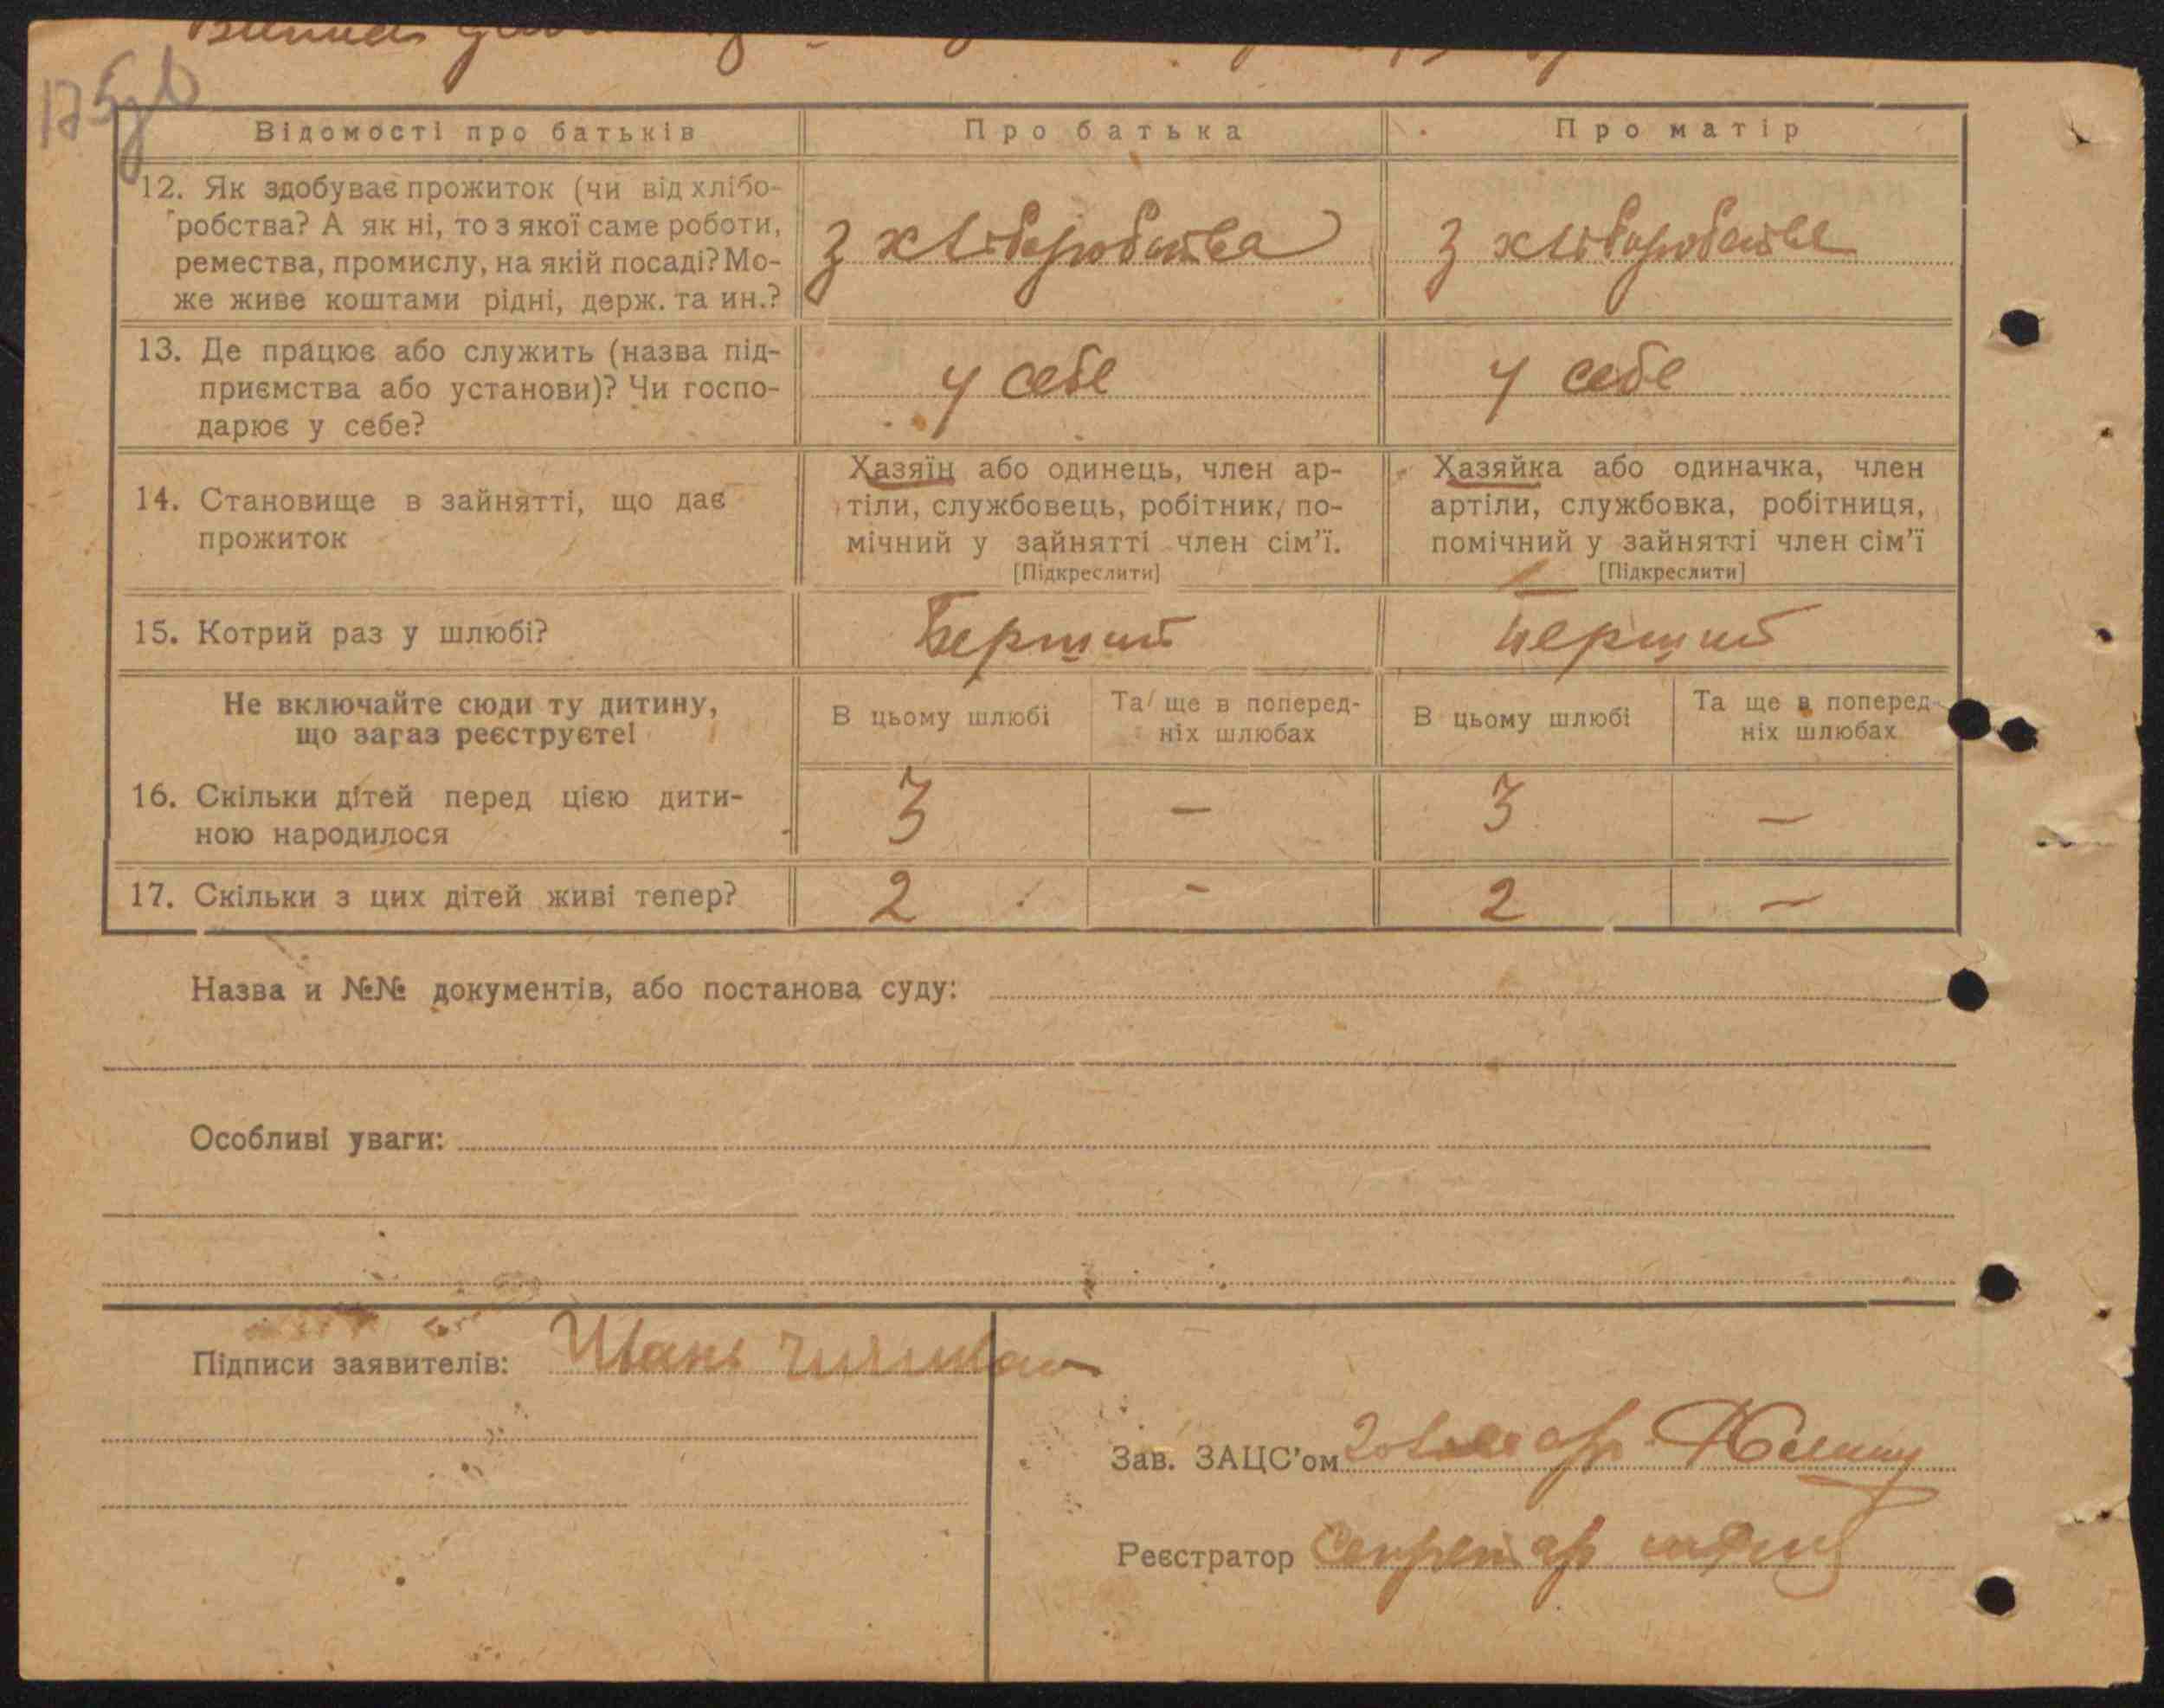 175
Відомості про батьків
Про батька
Про матір
12. Як здобуває прожиток (чи від хлібо-
робства? А як ні, то з якої саме роботи,
ремества, промислу, на якій посаді? Мо-
же живе коштами рідні, держ. та ин.?
з хліборобства
з хліборобства
13. Де працює або служить (назва під-
приємства або установи)? Чи госпо-
дарює у себе?
у себе
у себе
14. Становище в зайнятті, що дає
прожиток
Хазяїн або одинець, член ар-
тіли, службовець, робітник, по-
мічний у зайнятті член сім'ї.
[Підкреслити]
Хазяйка або одиначка, член
артіли, службовка, робітниця,
помічний у зайнятті член сім'ї
[Підкреслити]
15. Котрий раз у шлюбі?
Перший
перший
Не включайте сюди ту дитину,
що зараз реєструєте!
В цьому шлюбі
Та ще в поперед-
ніх шлюбах
В цьому шлюбі
Та ще в поперед-
ніх шлюбах
16. Скільки дітей перед цією дити-
ною народилося
3
-
3
-
17. Скільки з цих дітей живі тепер?
2
-
2
-
Назва и №№ документів, або постанова суду:
Особливі уваги:
Підписи заявителів: Иванъ
Зав. ЗАЦС'ом
Реєстратор Секретар